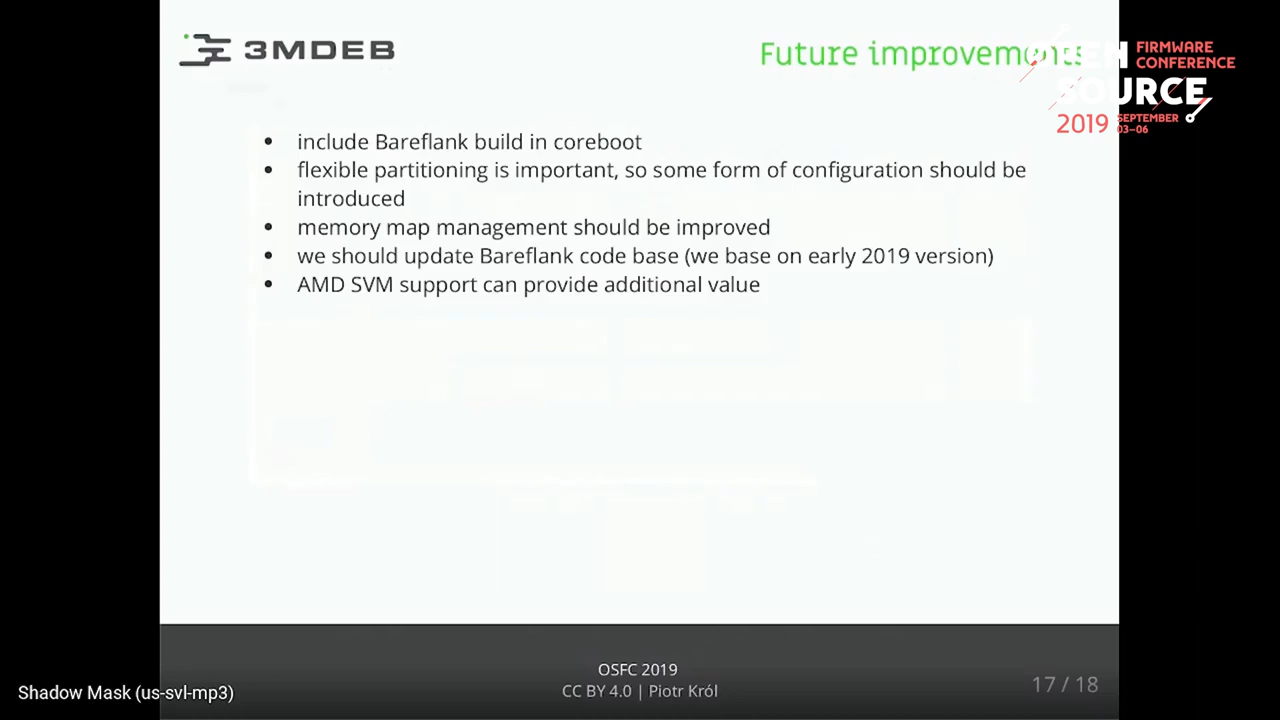 3MDEB
Future improvements
OPEN
SOURCE
FIRMWARE
CONFERENCE
2019
SEPTEMBER
03–06
• include Bareflank build in coreboot
• flexible partitioning is important, so some form of configuration should be
introduced
• memory map management should be improved
• we should update Bareflank code base (we base on early 2019 version)
• AMD SVM support can provide additional value
OSFC 2019
CC BY 4.0 | Piotr Król
17 / 18
Shadow Mask (us-svl-mp3)